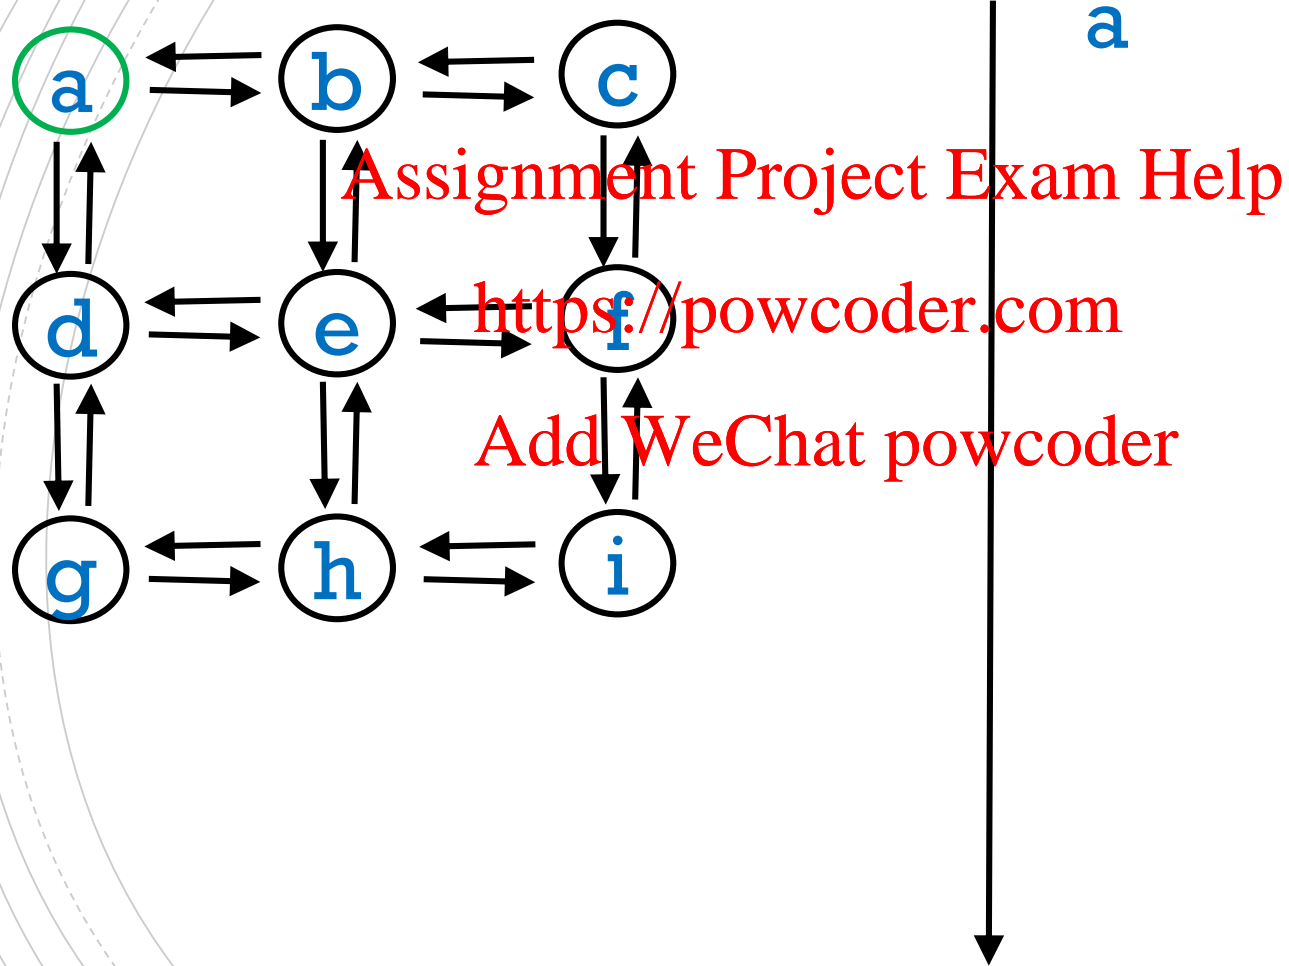 a
a b c
Assignment Project Exam Help
d e f
https://powcoder.com
Add WeChat powcoder
g h i